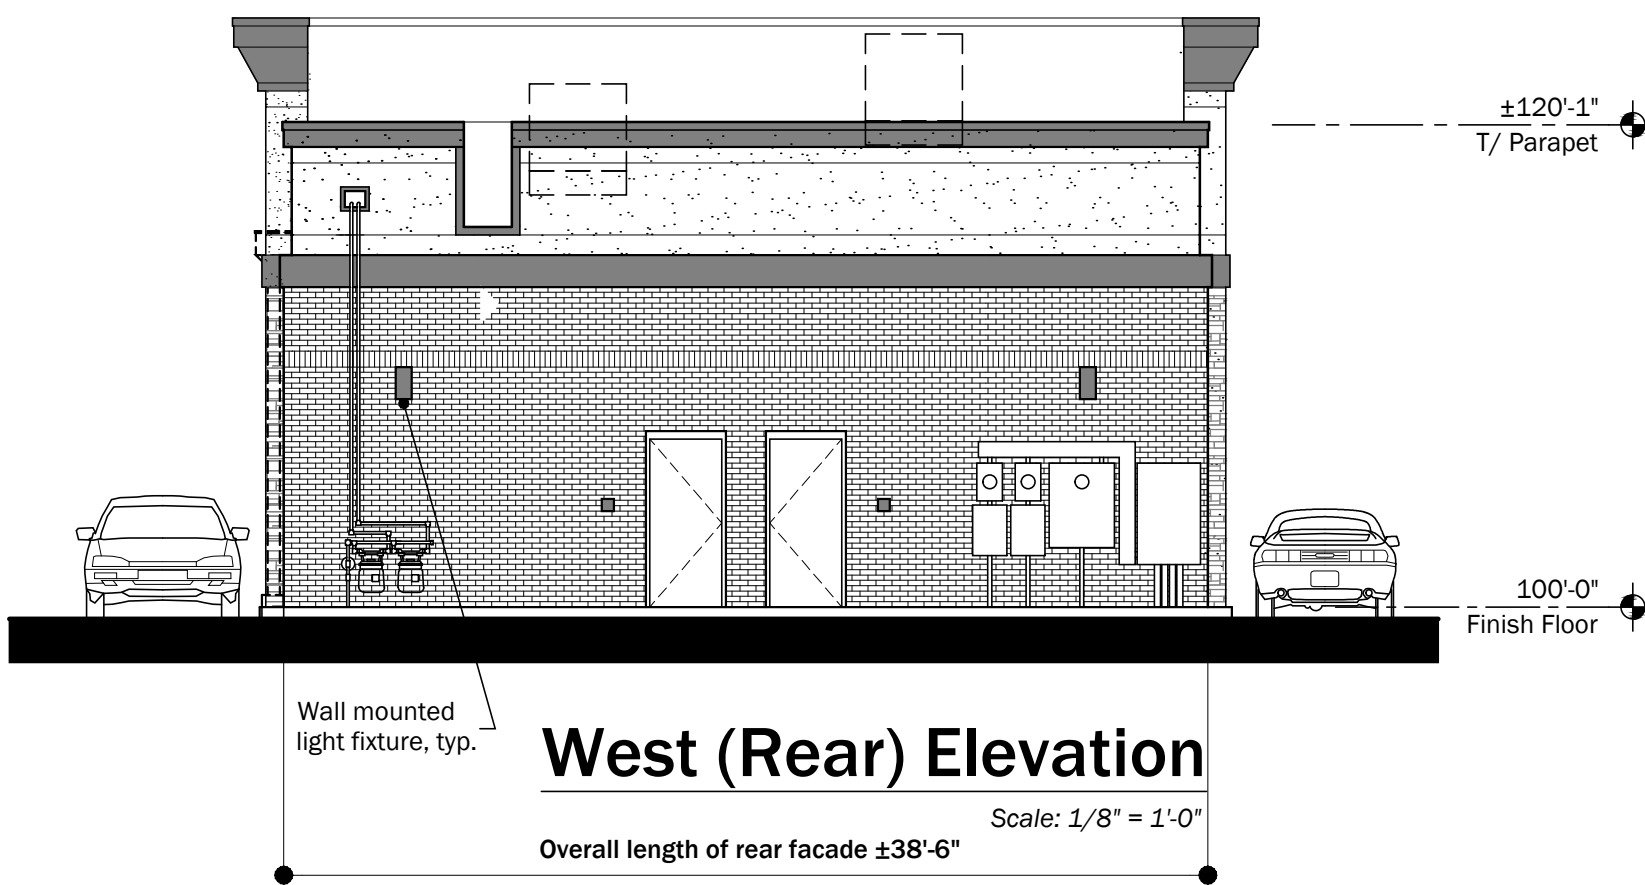 ±120'-1"
T/ Parapet
100'-0"
Finish Floor
Wall mounted
light fixture, typ.
West (Rear) Elevation
Scale: 1/8" = 1'-0"
Overall length of rear facade ±38'-6"